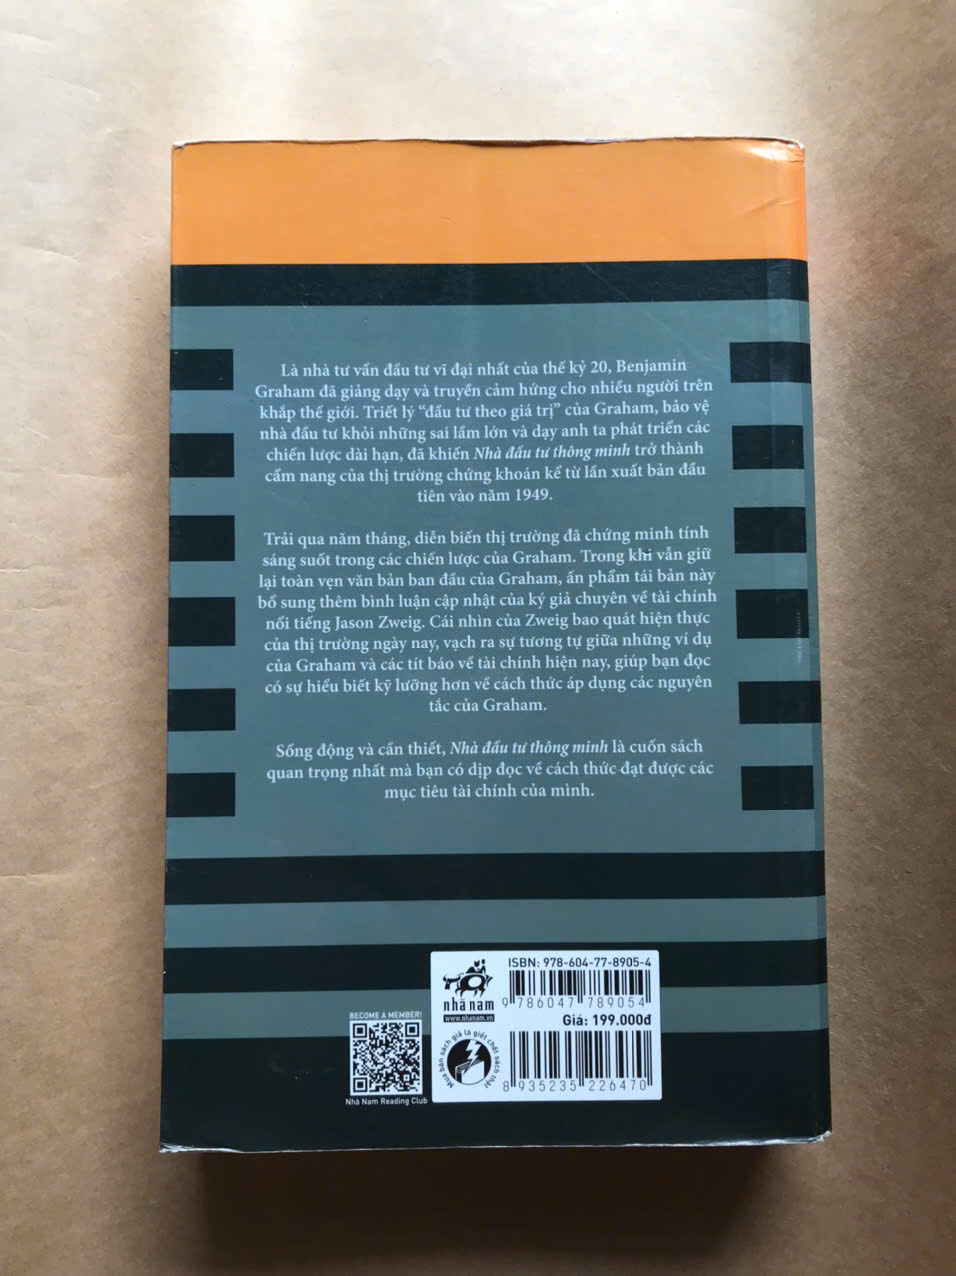 Là nhà tư vấn đầu tư vĩ đại nhất của thế kỷ 20, Benjamin
Graham đã giảng dạy và truyền cảm hứng cho nhiều người trên
khắp thế giới. Triết lý “đầu tư theo giá trị” của Graham, bảo vệ
nhà đầu tư khỏi những sai lầm lớn và dạy anh ta phát triển các
chiến lược dài hạn, đã khiến Nhà đầu tư thông minh trở thành
cẩm nang của thị trường chứng khoán kể từ lần xuất bản đầu
tiên vào năm 1949.
Trải qua năm tháng, diễn biến thị trường đã chứng minh tính
sáng suốt trong các chiến lược của Graham. Trong khi vẫn giữ
lại toàn vẹn văn bản ban đầu của Graham, ấn phẩm tái bản này
bổ sung thêm bình luận cập nhật của ký giả chuyên về tài chính
nổi tiếng Jason Zweig. Cái nhìn của Zweig bao quát hiện thực
của thị trường ngày nay, vạch ra sự tương tự giữa những ví dụ
của Graham và các tít báo về tài chính hiện nay, giúp bạn đọc
có sự hiểu biết kỹ lưỡng hơn về cách thức áp dụng các nguyên
tắc của Graham.
Sống động và cần thiết, Nhà đầu tư thông minh là cuốn sách
quan trọng nhất mà bạn có dịp đọc về cách thức đạt được các
mục tiêu tài chính của mình.
BECOME A MEMBER!
Nhã Nam Reading Club
nhã nam
www.nhanam.vn
ISBN: 978-604-77-8905-4
9 786047 789054
Giá: 199.000đ
Mua bán sách giả là giết chết sách thật
8 935235 226470